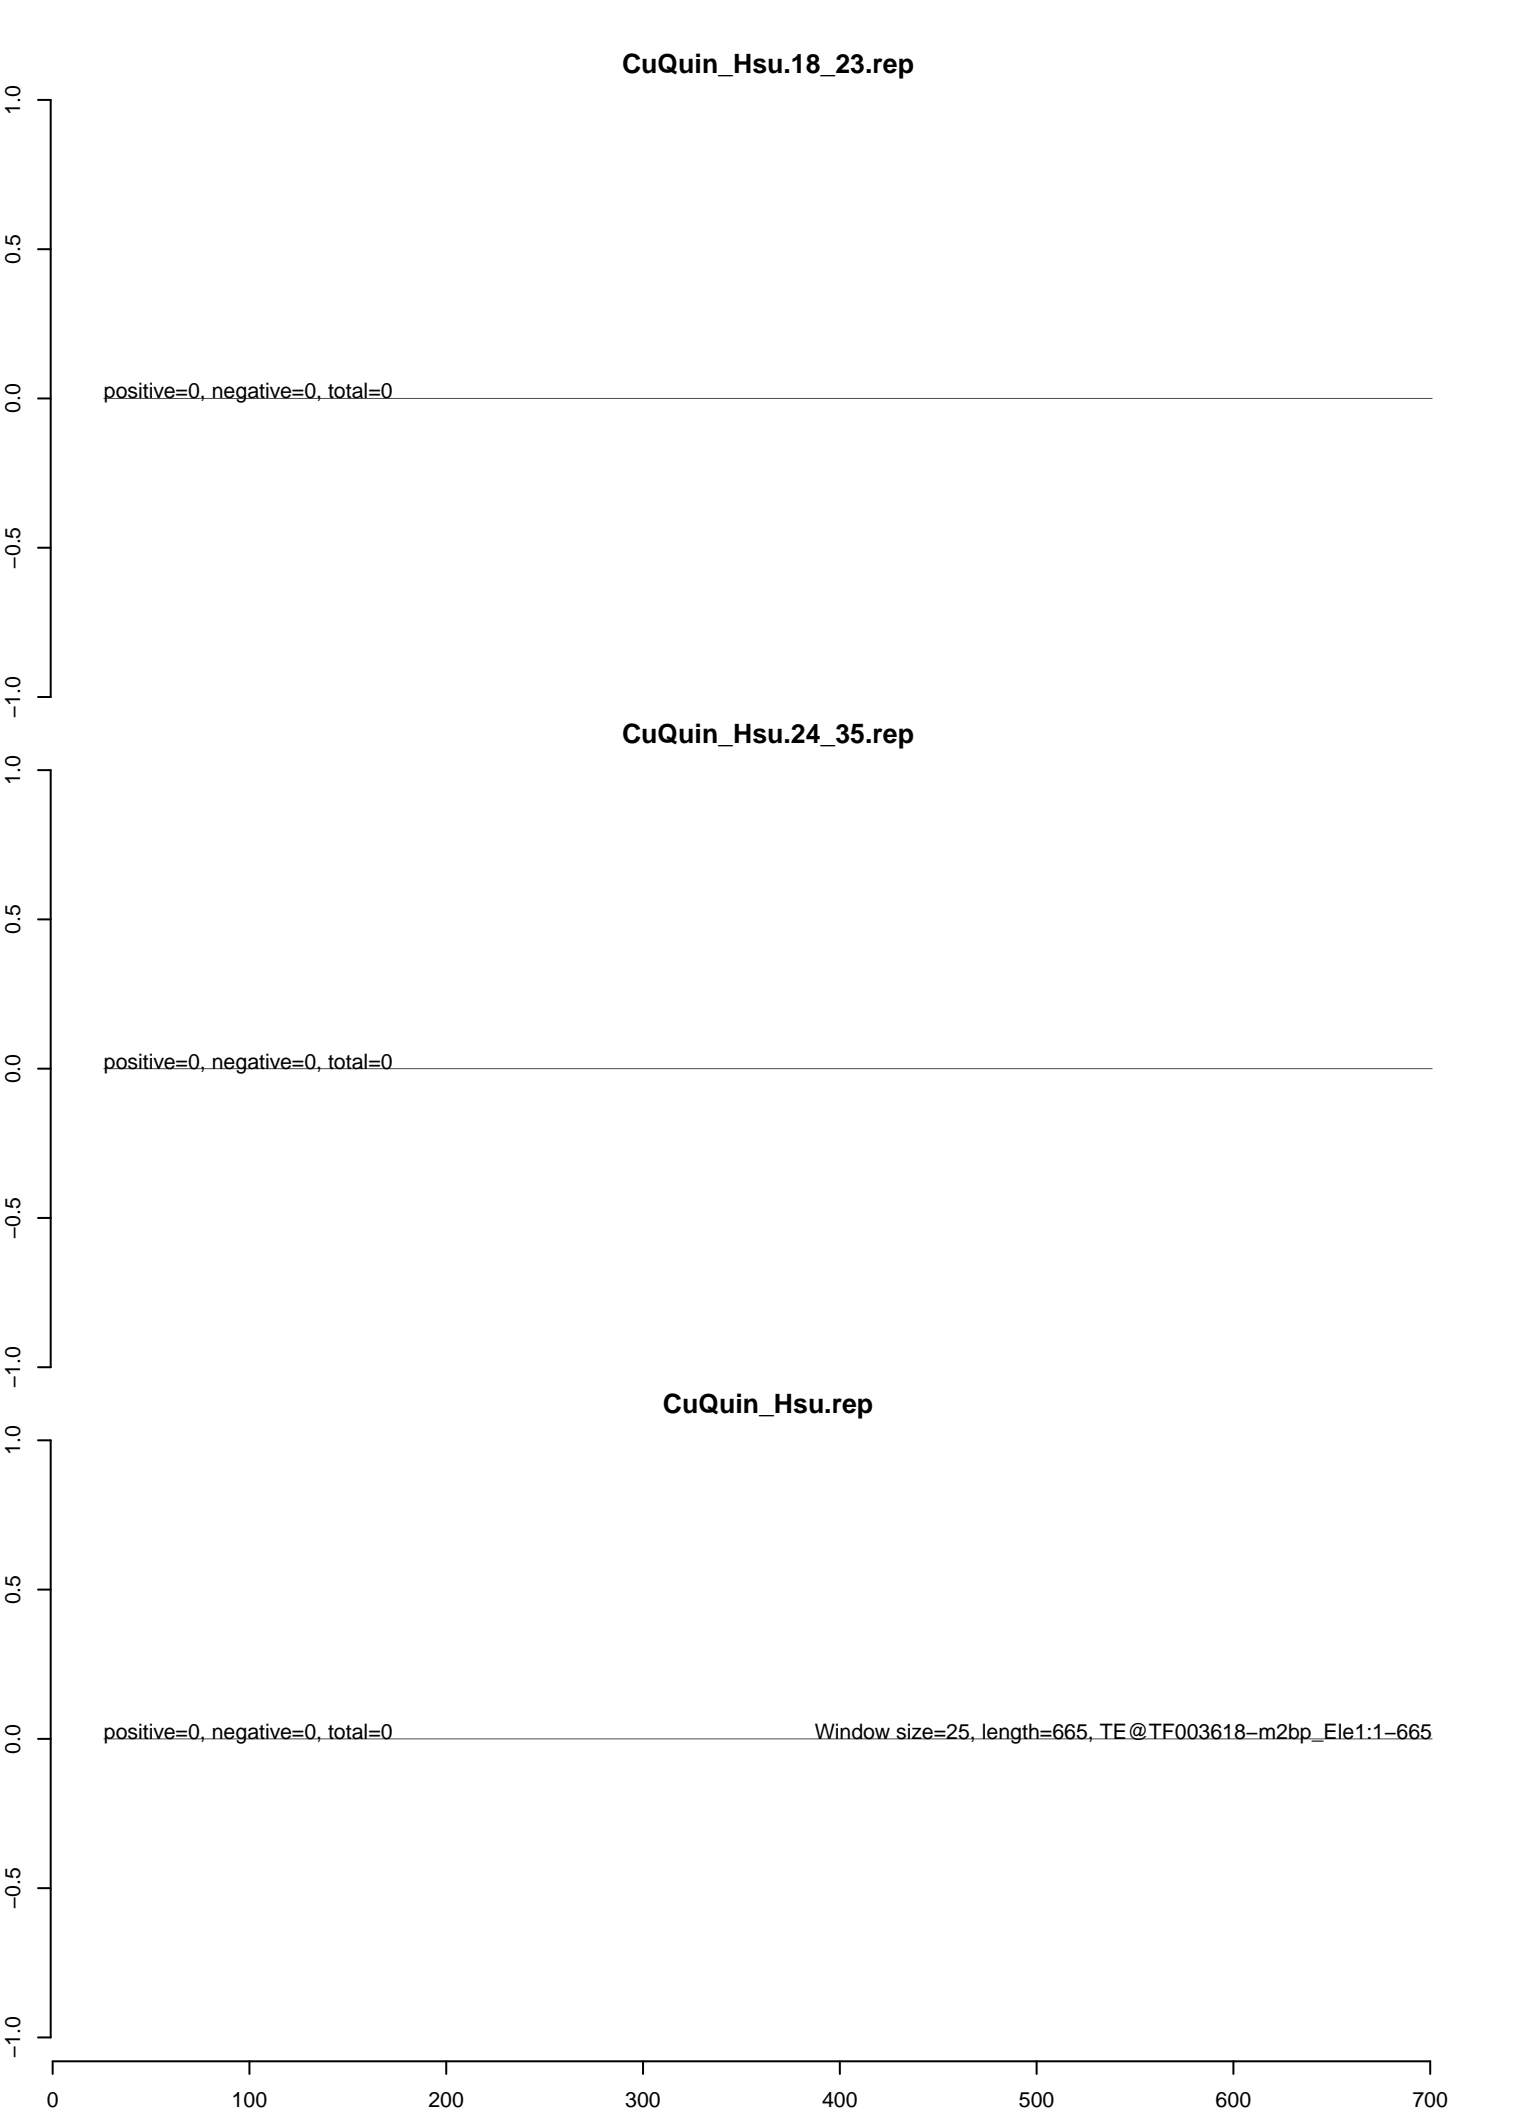 CuQuin_Hsu.18_23.rep
1.0
0.5
0.0
−0.5
−1.0
positive=0, negative=0, total=0
CuQuin_Hsu.24_35.rep
1.0
0.5
0.0
−0.5
−1.0
positive=0, negative=0, total=0
CuQuin_Hsu.rep
1.0
0.5
0.0
−0.5
−1.0
positive=0, negative=0, total=0
Window size=25, length=665, TE@TF003618−m2bp_Ele1:1−665
0 100 200 300 400 500 600 700